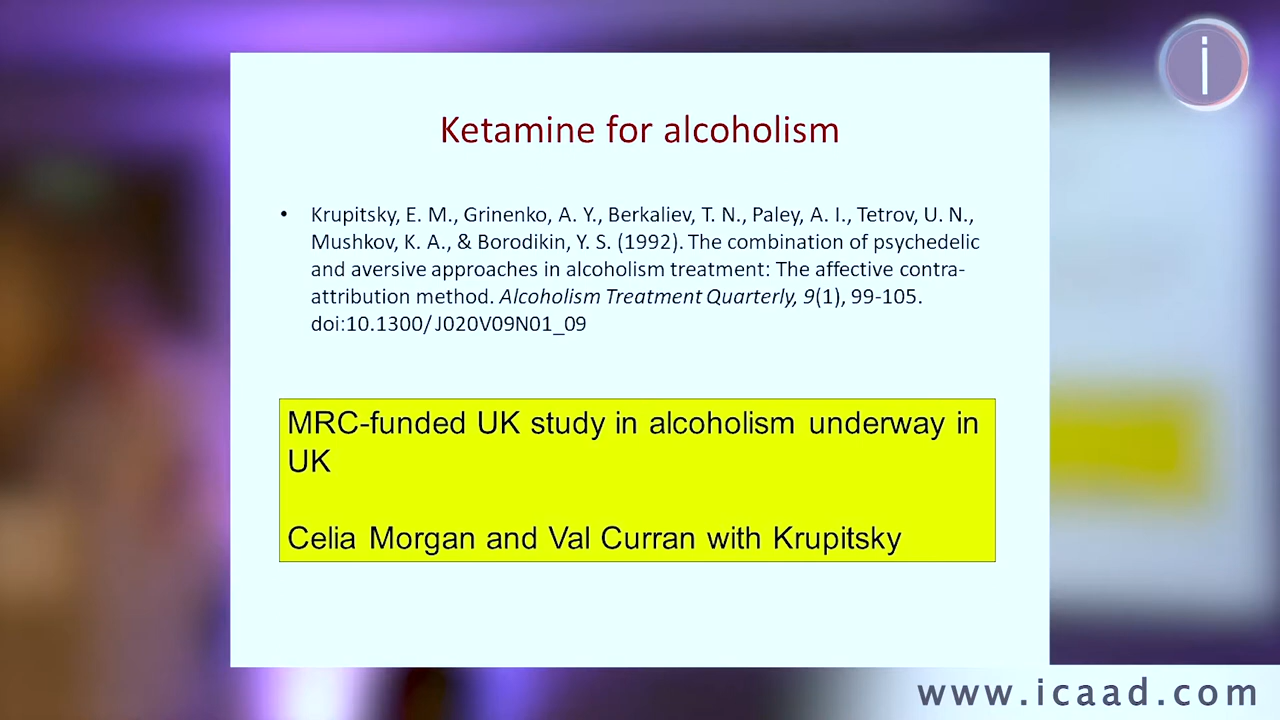 i
Ketamine for alcoholism
• Krupitsky, E. M., Grinenko, A. Y., Berkaliev, T. N., Paley, A. I., Tetrov, U. N.,
Mushkov, K. A., & Borodikin, Y. S. (1992). The combination of psychedelic
and aversive approaches in alcoholism treatment: The affective contra-
attribution method. Alcoholism Treatment Quarterly, 9(1), 99-105.
doi:10.1300/J020V09N01_09
MRC-funded UK study in alcoholism underway in
UK
Celia Morgan and Val Curran with Krupitsky
www.icaad.com